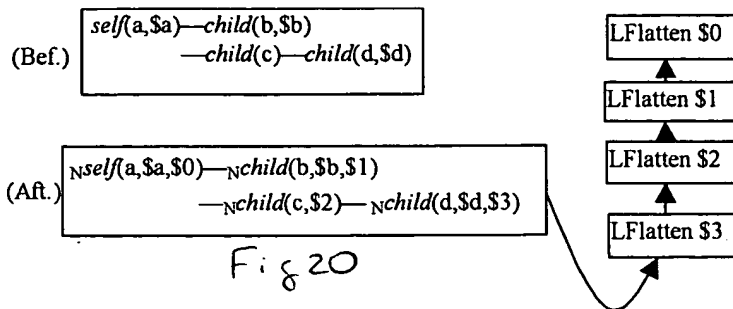 (Bef.)
self(a,$a)—child(b,$b)
—child(c)—child(d,$d)
(Aft.)
Nself(a,$a,$0)—Nchild(b,$b,$1)
—Nchild(c,$2)— Nchild(d,$d,$3)
Fig 20
LFlatten $0
LFlatten $1
LFlatten $2
LFlatten $3